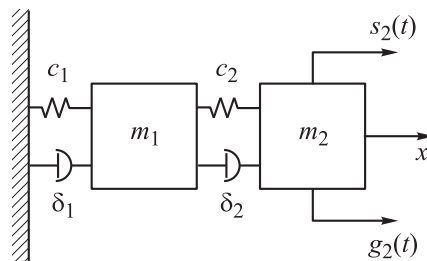 s₂(t)
c₁
c₂
m₁
m₂
x
δ₁
δ₂
g₂(t)